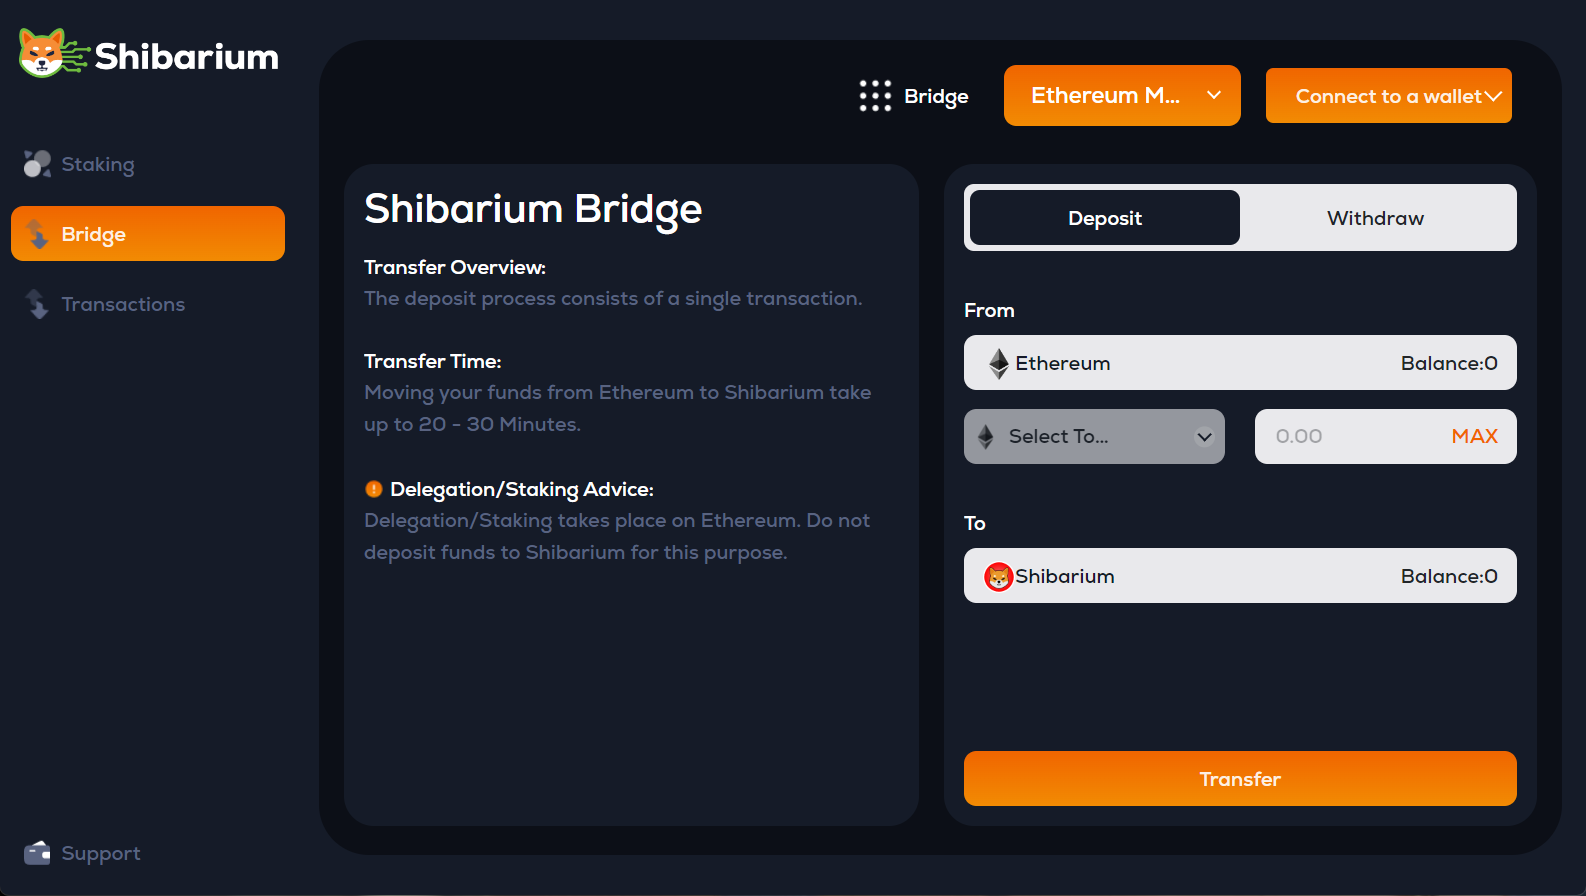 Shibarium
Staking
Bridge
Transactions
Support
Bridge
Ethereum M...
Connect to a wallet
Shibarium Bridge
Transfer Overview:
The deposit process consists of a single transaction.
Transfer Time:
Moving your funds from Ethereum to Shibarium take
up to 20 - 30 Minutes.
Delegation/Staking Advice:
Delegation/Staking takes place on Ethereum. Do not
deposit funds to Shibarium for this purpose.
Deposit Withdraw
From
Ethereum Balance:0
Select To... 0.00 MAX
To
Shibarium Balance:0
Transfer